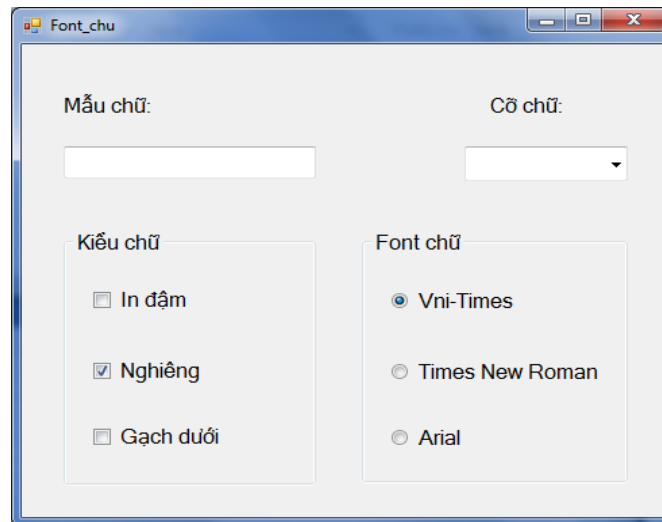 Font_chu
Mẫu chữ: Cỡ chữ:
Kiểu chữ
In đậm
Nghiêng
Gạch dưới
Font chữ
Vni-Times
Times New Roman
Arial